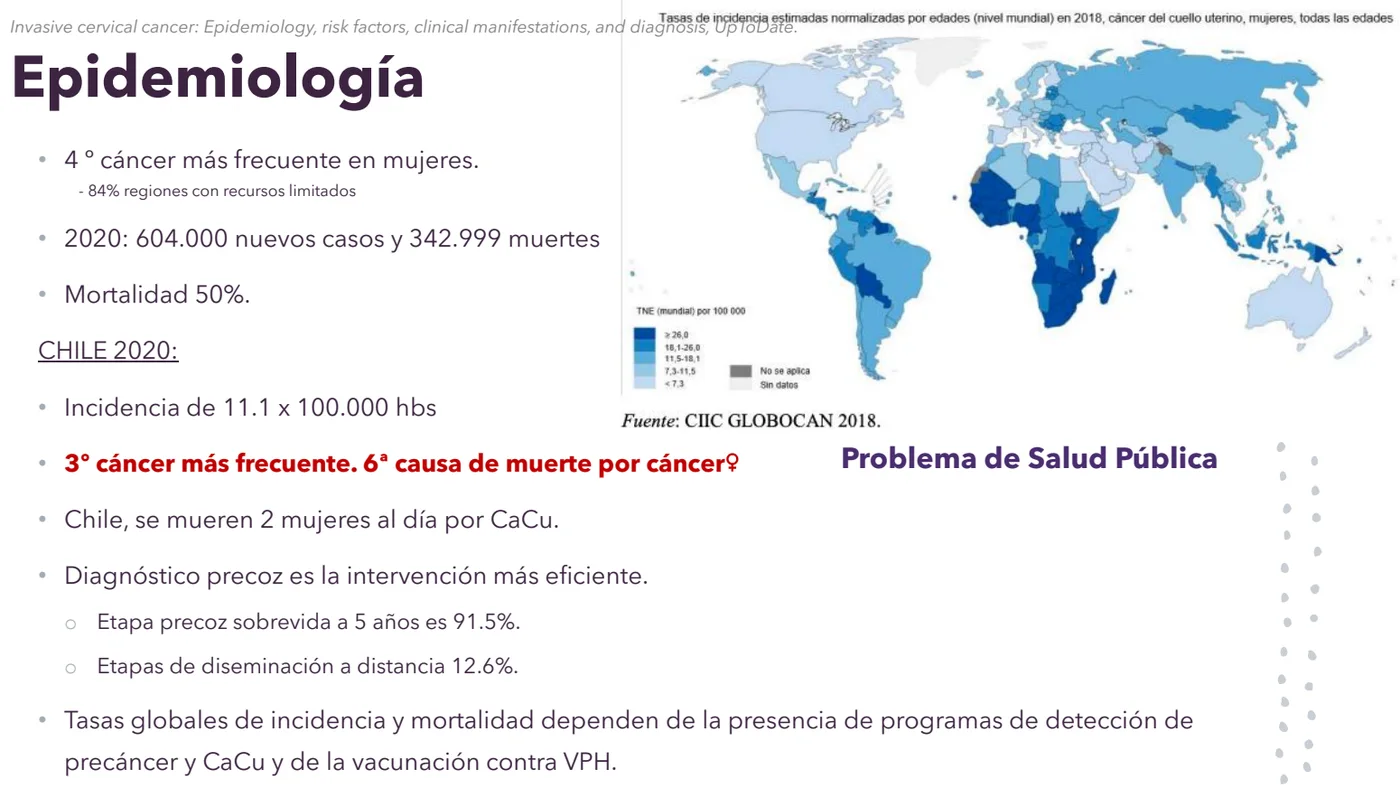 Invasive cervical cancer: Epidemiology, risk factors, clinical manifestations, and diagnosis, UpToDate.
Epidemiología
• 4 º cáncer más frecuente en mujeres.
- 84% regiones con recursos limitados
• 2020: 604.000 nuevos casos y 342.999 muertes
• Mortalidad 50%.
CHILE 2020:
• Incidencia de 11.1 x 100.000 hbs
• 3° cáncer más frecuente. 6ª causa de muerte por cáncer♀
• Chile, se mueren 2 mujeres al día por CaCu.
• Diagnóstico precoz es la intervención más eficiente.
○ Etapa precoz sobrevida a 5 años es 91.5%.
○ Etapas de diseminación a distancia 12.6%.
• Tasas globales de incidencia y mortalidad dependen de la presencia de programas de detección de
precáncer y CaCu y de la vacunación contra VPH.
Tasas de incidencia estimadas normalizadas por edades (nivel mundial) en 2018, cáncer del cuello uterino, mujeres, todas las edades
TNE (mundial) por 100 000
≥ 26,0
18,1-26,0
11,5-18,1
7,3-11,5
< 7,3
No se aplica
Sin datos
Fuente: CIIC GLOBOCAN 2018.
Problema de Salud Pública